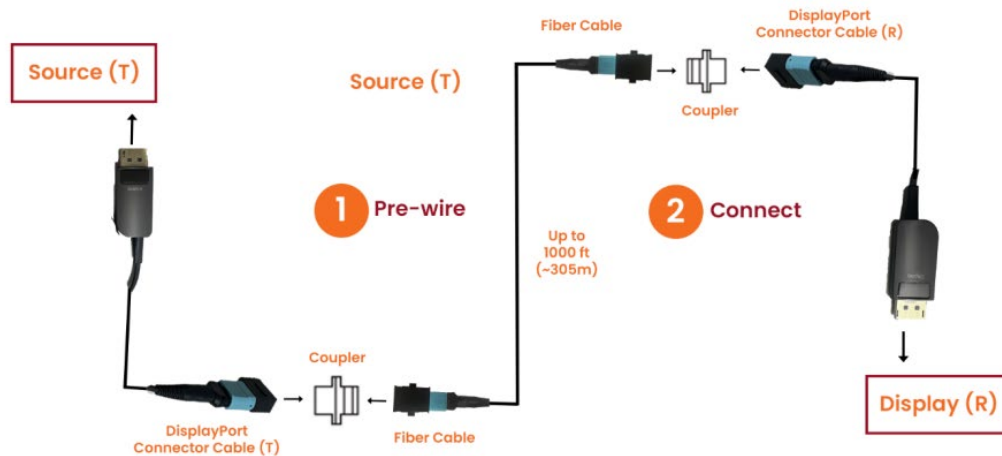 Source (T)
Source (T)
Fiber Cable
DisplayPort
Connector Cable (R)
Coupler
1 Pre-wire
2 Connect
Up to
1000 ft
(~305m)
Coupler
DisplayPort
Connector Cable (T)
Fiber Cable
Display (R)